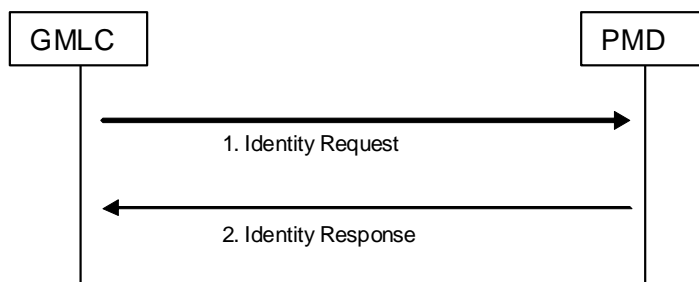 GMLC
PMD
1. Identity Request
2. Identity Response